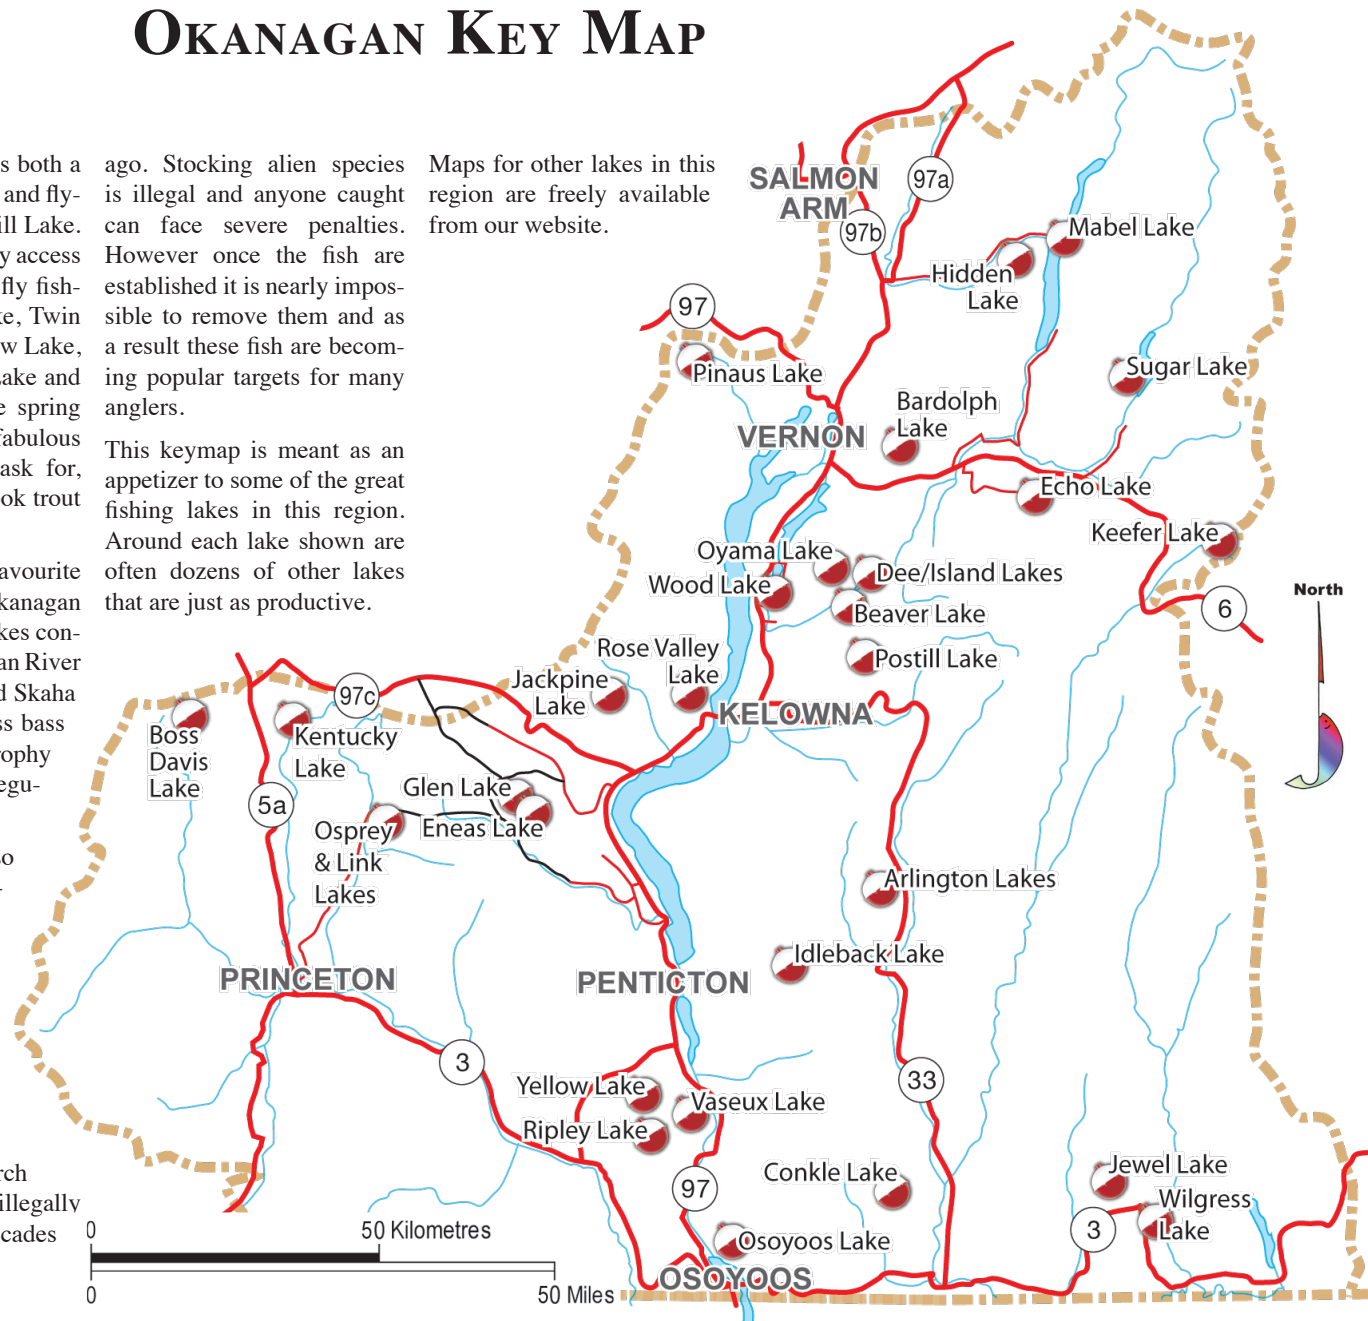 OKANAGAN KEY MAP
s both a
and fly-
ill Lake.
y access
fly fish-
ke, Twin
w Lake,
Lake and
e spring
fabulous
ask for,
ok trout
avourite
kanagan
kes con-
an River
d Skaha
ss bass
rophy
egu-
o
-
rch
illegally
cades
ago. Stocking alien species
is illegal and anyone caught
can face severe penalties.
However once the fish are
established it is nearly impos-
sible to remove them and as
a result these fish are becom-
ing popular targets for many
anglers.
This keymap is meant as an
appetizer to some of the great
fishing lakes in this region.
Around each lake shown are
often dozens of other lakes
that are just as productive.
Maps for other lakes in this
region are freely available
from our website.
SALMON
ARM
97a
97b
Mabel Lake
Hidden
Lake
97
Pinaus Lake
Sugar Lake
Bardolph
Lake
VERNON
Echo Lake
Keefer Lake
Oyama Lake
Dee/Island Lakes
Wood Lake
Beaver Lake
6
North
Rose Valley
Lake
Postill Lake
Jackpine
Lake
97c
KELOWNA
Boss
Davis
Lake
Kentucky
Lake
5a
Glen Lake
Eneas Lake
Osprey
& Link
Lakes
Arlington Lakes
Idleback Lake
PRINCETON
PENTICTON
3
33
Yellow Lake
Vaseux Lake
Ripley Lake
97
Conkle Lake
Jewel Lake
Wilgress
Lake
3
Osoyoos Lake
OSOYOOS
0
50 Kilometres
0
50 Miles